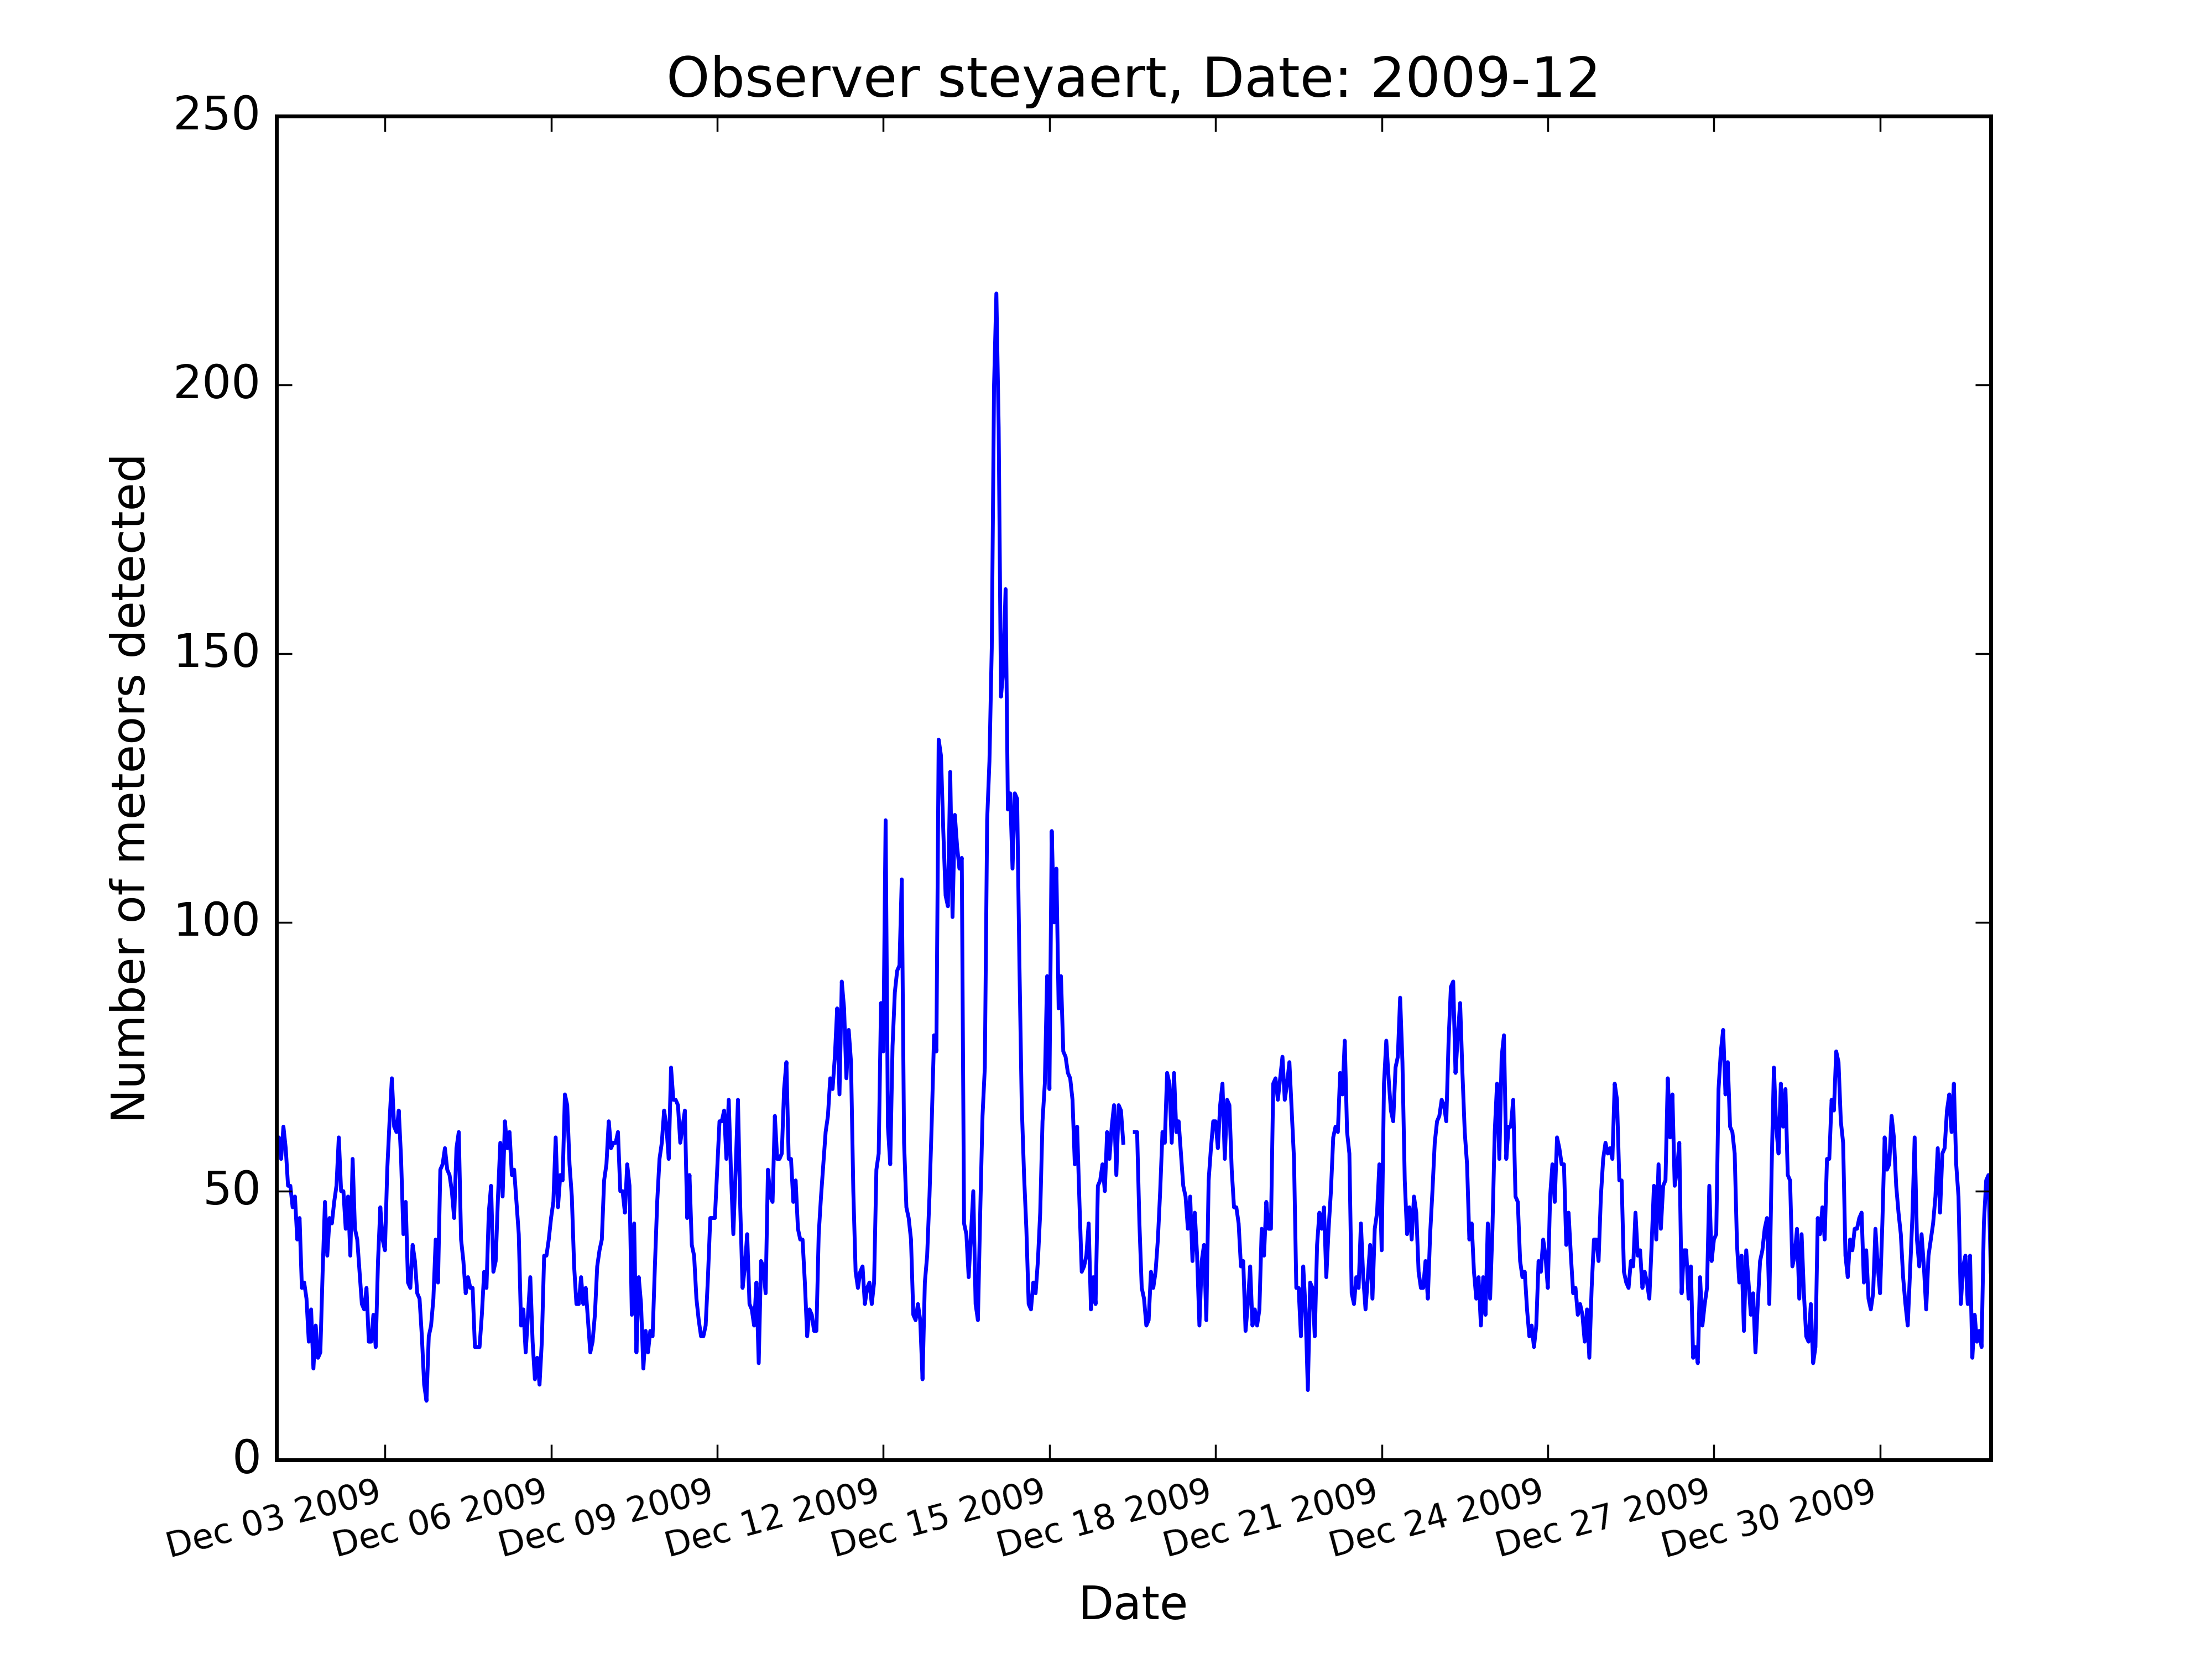 Observer steyaert, Date: 2009-12
250
200
150
100
50
0
Number of meteors detected
Dec 03 2009
Dec 06 2009
Dec 09 2009
Dec 12 2009
Dec 15 2009
Dec 18 2009
Dec 21 2009
Dec 24 2009
Dec 27 2009
Dec 30 2009
Date